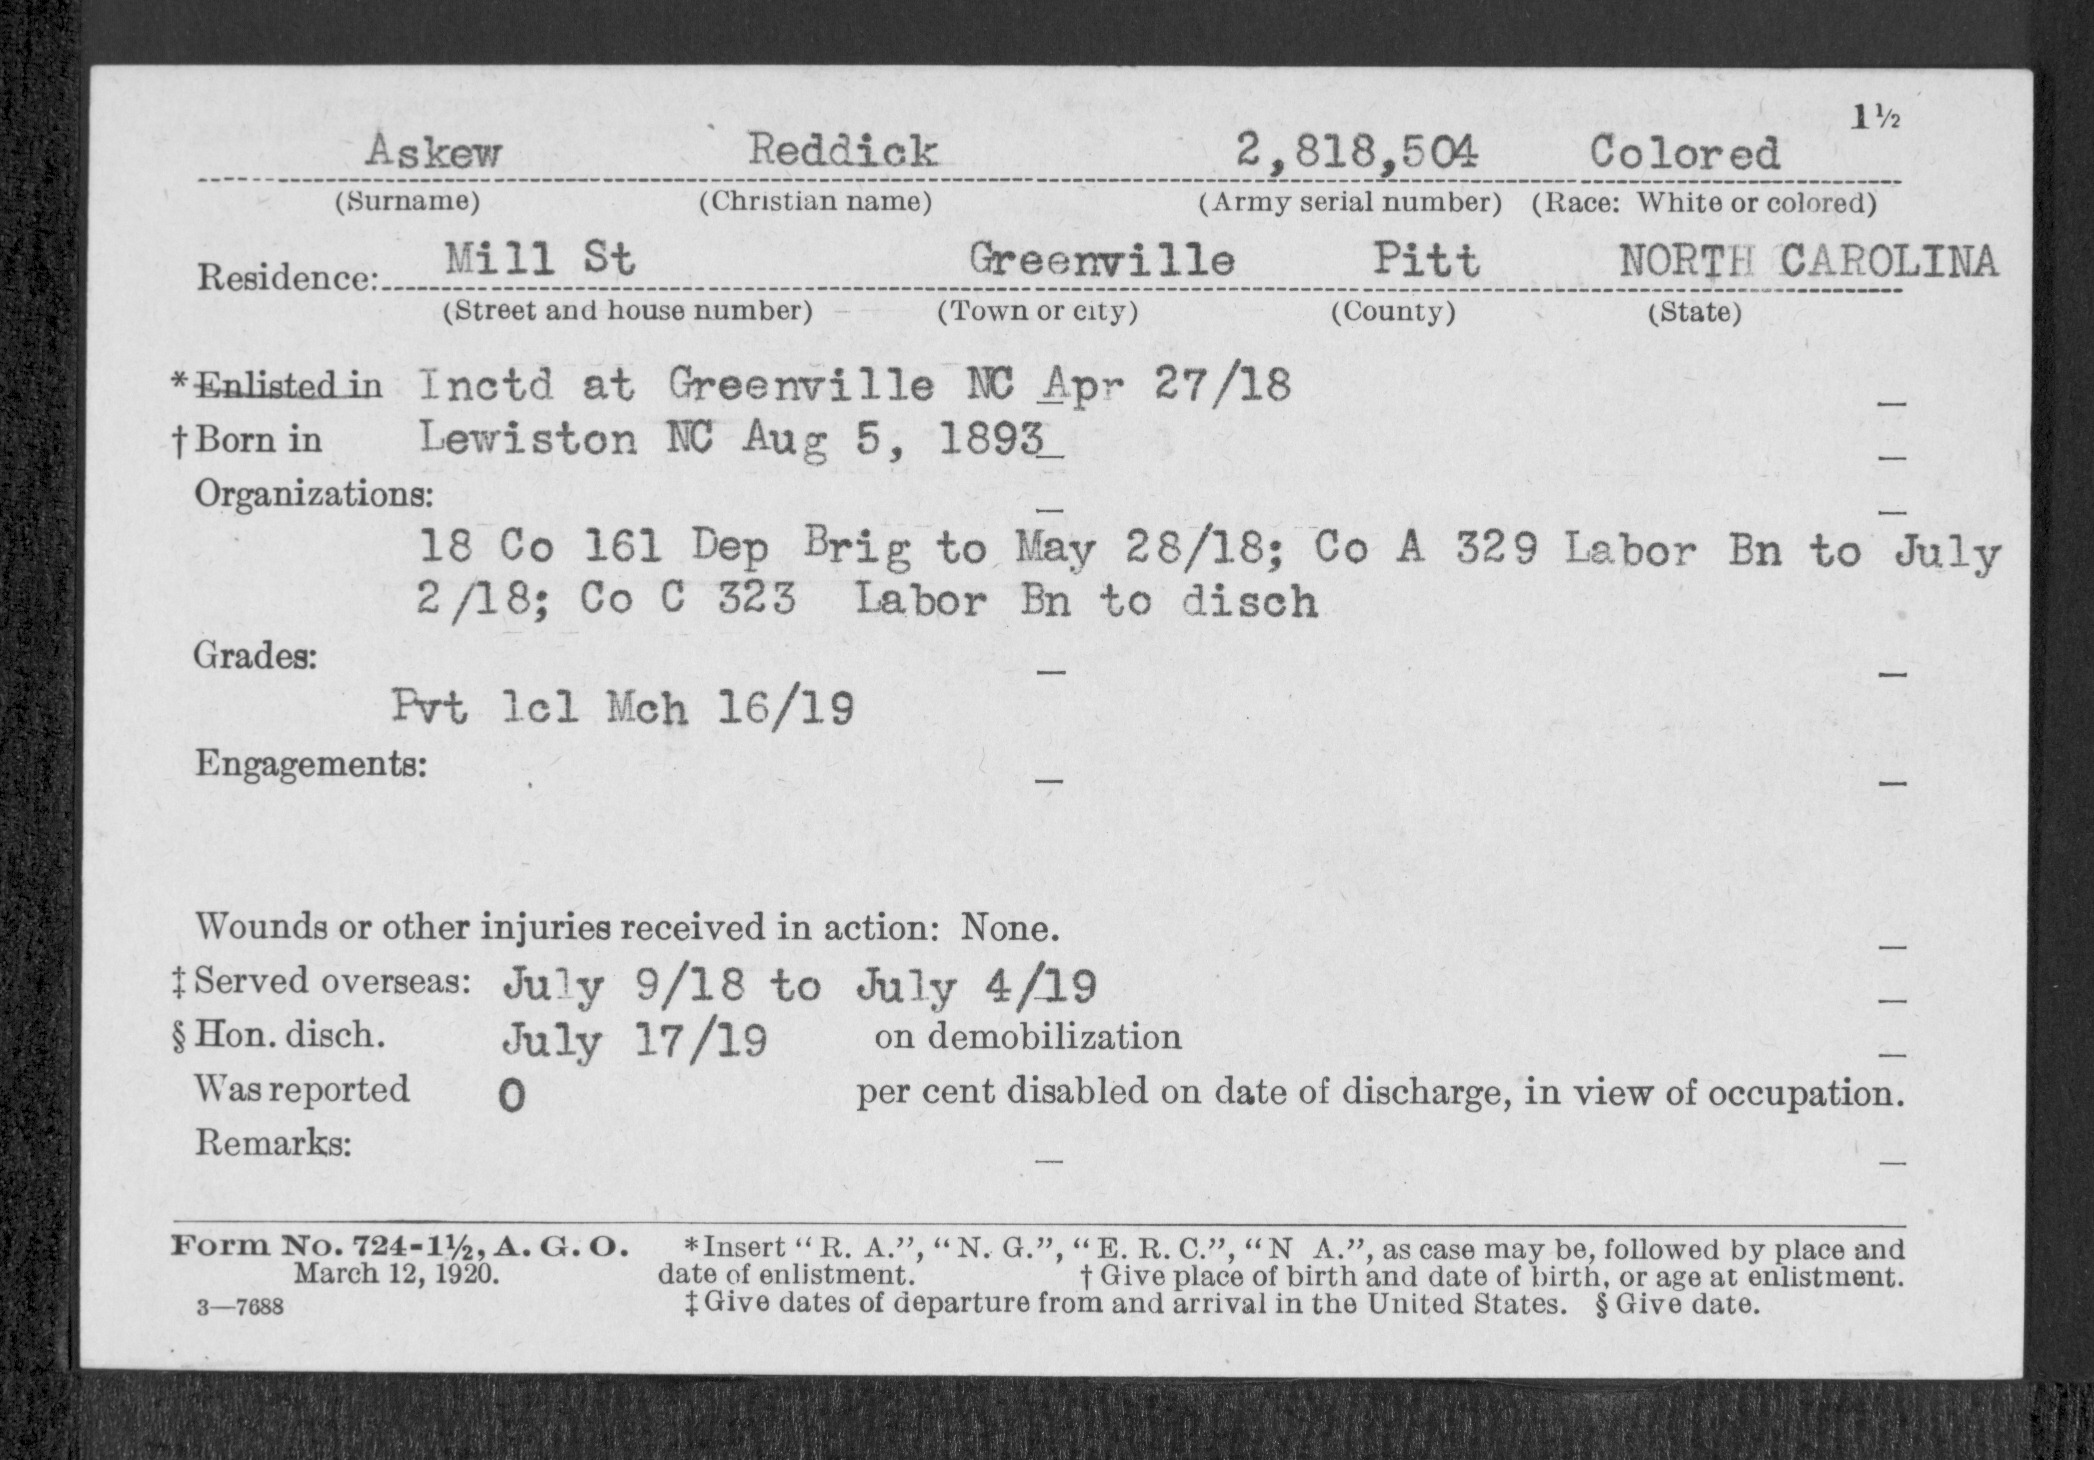 1½
Askew Reddick 2,818,504 Colored
(Surname) (Christian name) (Army serial number) (Race: White or colored)
Residence: Mill St Greenville Pitt NORTH CAROLINA
(Street and house number) (Town or city) (County) (State)
*Enlisted in Inctd at Greenville NC Apr 27/18
†Born in Lewiston NC Aug 5, 1893
Organizations:
18 Co 161 Dep Brig to May 28/18; Co A 329 Labor Bn to July
2/18; Co C 323 Labor Bn to disch
Grades:
Pvt 1cl Mch 16/19
Engagements:
Wounds or other injuries received in action: None.
‡Served overseas: July 9/18 to July 4/19
§Hon. disch. July 17/19 on demobilization
Was reported 0 per cent disabled on date of discharge, in view of occupation.
Remarks:
Form No. 724-1½, A. G. O. *Insert “R. A.”, “N. G.”, “E. R. C.”, “N A.”, as case may be, followed by place and
March 12, 1920. date of enlistment. †Give place of birth and date of birth, or age at enlistment.
3—7688 ‡Give dates of departure from and arrival in the United States. §Give date.